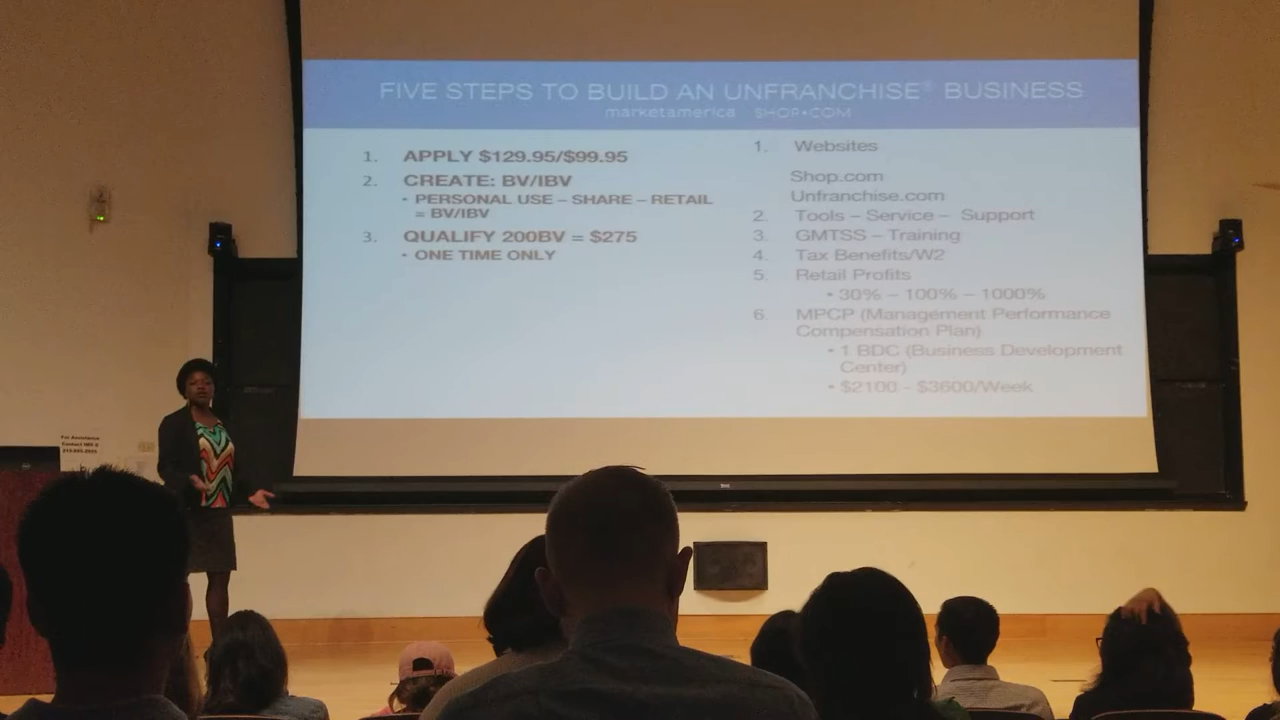 FIVE STEPS TO BUILD AN UNFRANCHISE® BUSINESS
marketamerica SHOP•COM
1. APPLY $129.95/$99.95
2. CREATE: BV/IBV
• PERSONAL USE – SHARE – RETAIL
= BV/IBV
3. QUALIFY 200BV = $275
• ONE TIME ONLY
1. Websites
Shop.com
Unfranchise.com
2. Tools – Service – Support
3. GMTSS – Training
4. Tax Benefits/W2
5. Retail Profits
• 30% – 100% – 1000%
6. MPCP (Management Performance
Compensation Plan)
• 1 BDC (Business Development
Center)
• $2100 - $3600/Week
For Assistance